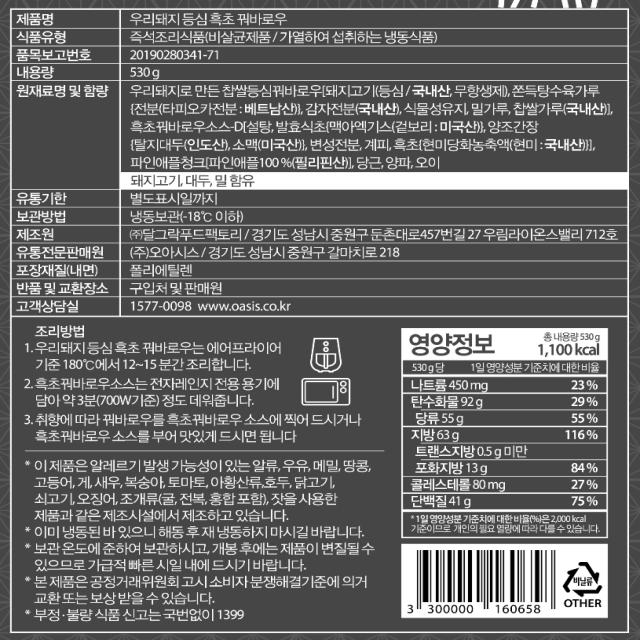 제품명 우리돼지 등심 흑초 꿔바로우
식품유형 즉석조리식품(비살균제품 / 가열하여 섭취하는 냉동식품)
품목보고번호 20190280341-71
내용량 530 g
원재료명 및 함량 우리돼지로 만든 찹쌀등심꿔바로우[돼지고기(등심 / 국내산, 무항생제), 쫀득탕수육가루
{전분(타피오카전분 : 베트남산)}, 감자전분(국내산), 식물성유지, 밀가루, 찹쌀가루(국내산)],
흑초꿔바로우소스-D[설탕, 발효식초{맥아엑기스(겉보리 : 미국산)}, 양조간장
{탈지대두(인도산), 소맥(미국산)}, 변성전분, 계피, 흑초{현미당화농축액(현미 : 국내산)}],
파인애플청크[파인애플100 %(필리핀산)], 당근, 양파, 오이
돼지고기, 대두, 밀 함유
유통기한 별도표시일까지
보관방법 냉동보관(-18℃ 이하)
제조원 ㈜달그락푸드팩토리 / 경기도 성남시 중원구 둔촌대로457번길 27 우림라이온스밸리 712호
유통전문판매원 (주)오아시스 / 경기도 성남시 중원구 갈마치로 218
포장재질(내면) 폴리에틸렌
반품 및 교환장소 구입처 및 판매원
고객상담실 1577-0098 www.oasis.co.kr
조리방법
1. 우리돼지 등심 흑초 꿔바로우는 에어프라이어
기준 180℃에서 12~15 분간 조리합니다.
2. 흑초꿔바로우소스는 전자레인지 전용 용기에
담아 약 3분(700W기준) 정도 데워줍니다.
3. 취향에 따라 꿔바로우를 흑초꿔바로우 소스에 찍어 드시거나
흑초꿔바로우 소스를 부어 맛있게 드시면 됩니다
* 이 제품은 알레르기 발생 가능성이 있는 알류, 우유, 메밀, 땅콩,
고등어, 게, 새우, 복숭아, 토마토, 아황산류,호두, 닭고기,
쇠고기, 오징어, 조개류(굴, 전복, 홍합 포함), 잣을 사용한
제품과 같은 제조시설에서 제조하고 있습니다.
* 이미 냉동된 바 있으니 해동 후 재 냉동하지 마시길 바랍니다.
* 보관 온도에 준하여 보관하시고, 개봉 후에는 제품이 변질될 수
있으므로 가급적 빠른 시일 내에 드시기 바랍니다.
* 본 제품은 공정거래위원회 고시 소비자 분쟁해결기준에 의거
교환 또는 보상 받을 수 있습니다.
* 부정·불량 식품 신고는 국번없이 1399
영양정보 총 내용량 530 g
1,100 kcal
530 g 당 1일 영양성분 기준치에 대한 비율
나트륨 450 mg 23 %
탄수화물 92 g 29 %
당류 55 g 55 %
지방 63 g 116 %
트랜스지방 0.5 g 미만
포화지방 13 g 84 %
콜레스테롤 80 mg 27 %
단백질 41 g 75 %
* 1일 영양성분 기준치에 대한 비율(%)은 2,000 kcal
기준이므로 개인의 필요 열량에 따라 다를 수 있습니다.
3 300000 160658
비닐류
OTHER